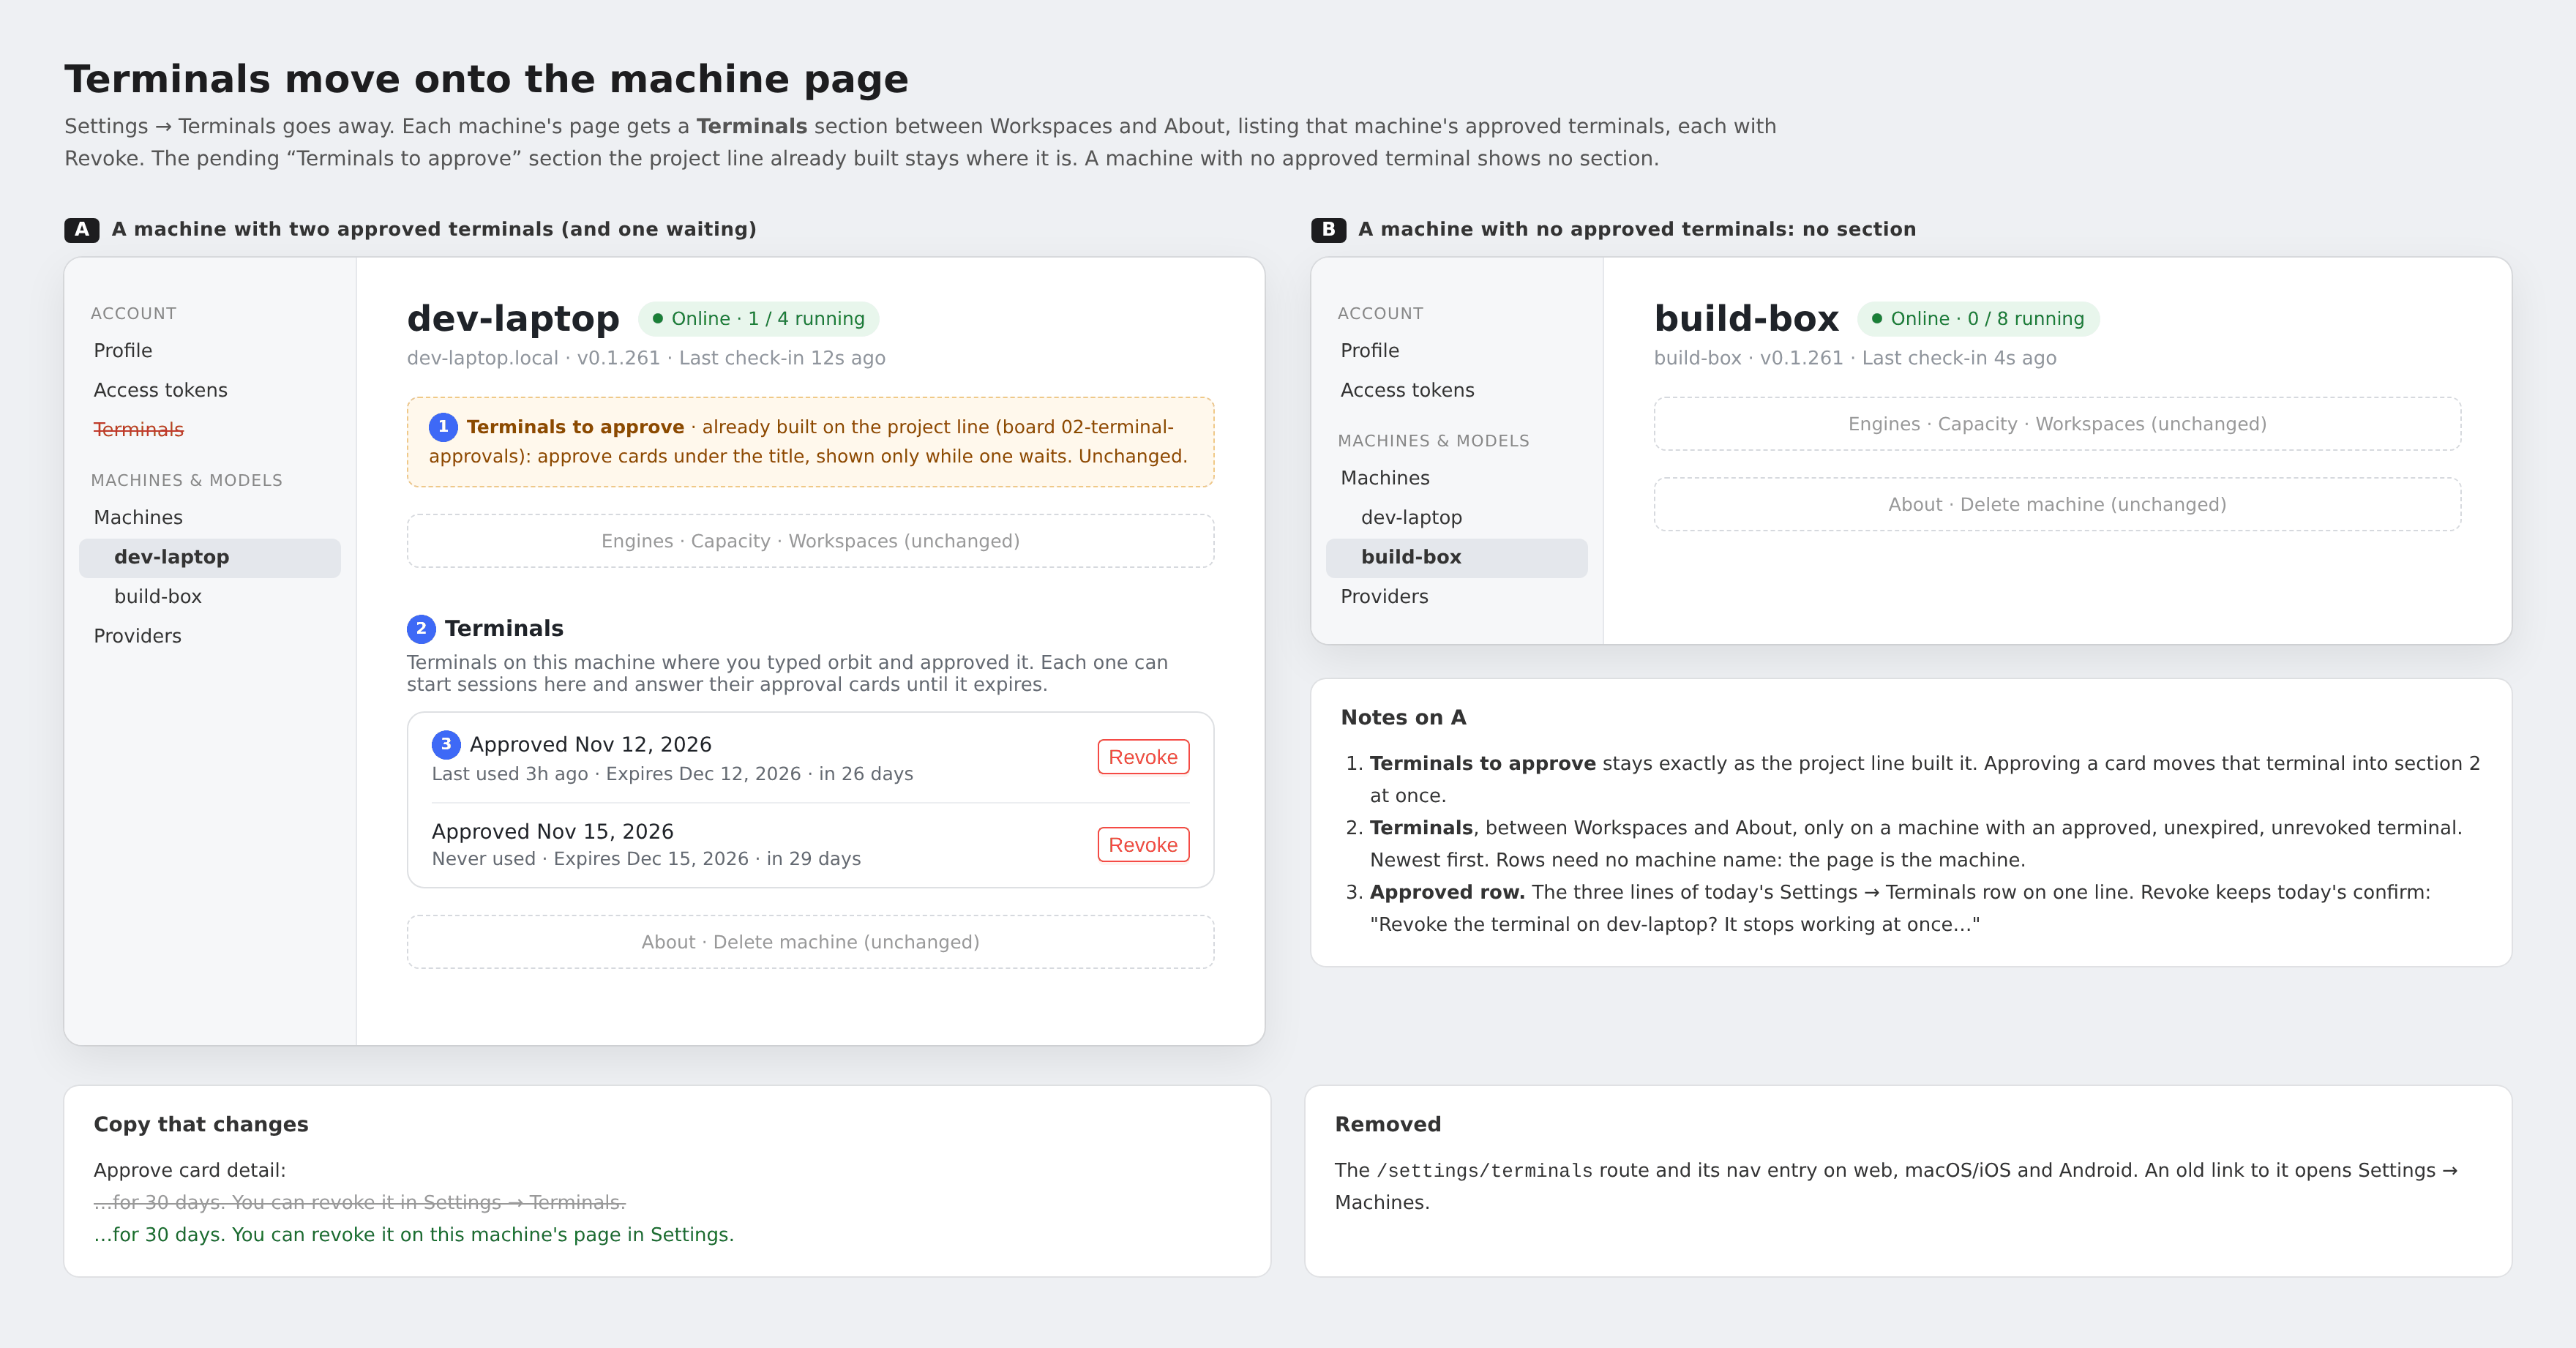 Terminals move onto the machine page
Settings → Terminals goes away. Each machine's page gets a Terminals section between Workspaces and About, listing that machine's approved terminals, each with
Revoke. The pending “Terminals to approve” section the project line already built stays where it is. A machine with no approved terminal shows no section.
A A machine with two approved terminals (and one waiting)
ACCOUNT
Profile
Access tokens
Terminals
MACHINES & MODELS
Machines
dev-laptop
build-box
Providers
dev-laptop
Online · 1 / 4 running
dev-laptop.local · v0.1.261 · Last check-in 12s ago
1 Terminals to approve · already built on the project line (board 02-terminal-
approvals): approve cards under the title, shown only while one waits. Unchanged.
Engines · Capacity · Workspaces (unchanged)
2 Terminals
Terminals on this machine where you typed orbit and approved it. Each one can
start sessions here and answer their approval cards until it expires.
3 Approved Nov 12, 2026
Last used 3h ago · Expires Dec 12, 2026 · in 26 days
Revoke
Approved Nov 15, 2026
Never used · Expires Dec 15, 2026 · in 29 days
Revoke
About · Delete machine (unchanged)
B A machine with no approved terminals: no section
ACCOUNT
Profile
Access tokens
MACHINES & MODELS
Machines
dev-laptop
build-box
Providers
build-box
Online · 0 / 8 running
build-box · v0.1.261 · Last check-in 4s ago
Engines · Capacity · Workspaces (unchanged)
About · Delete machine (unchanged)
Notes on A
1. Terminals to approve stays exactly as the project line built it. Approving a card moves that terminal into section 2
at once.
2. Terminals, between Workspaces and About, only on a machine with an approved, unexpired, unrevoked terminal.
Newest first. Rows need no machine name: the page is the machine.
3. Approved row. The three lines of today's Settings → Terminals row on one line. Revoke keeps today's confirm:
"Revoke the terminal on dev-laptop? It stops working at once…"
Copy that changes
Approve card detail:
…for 30 days. You can revoke it in Settings → Terminals.
…for 30 days. You can revoke it on this machine's page in Settings.
Removed
The /settings/terminals route and its nav entry on web, macOS/iOS and Android. An old link to it opens Settings →
Machines.